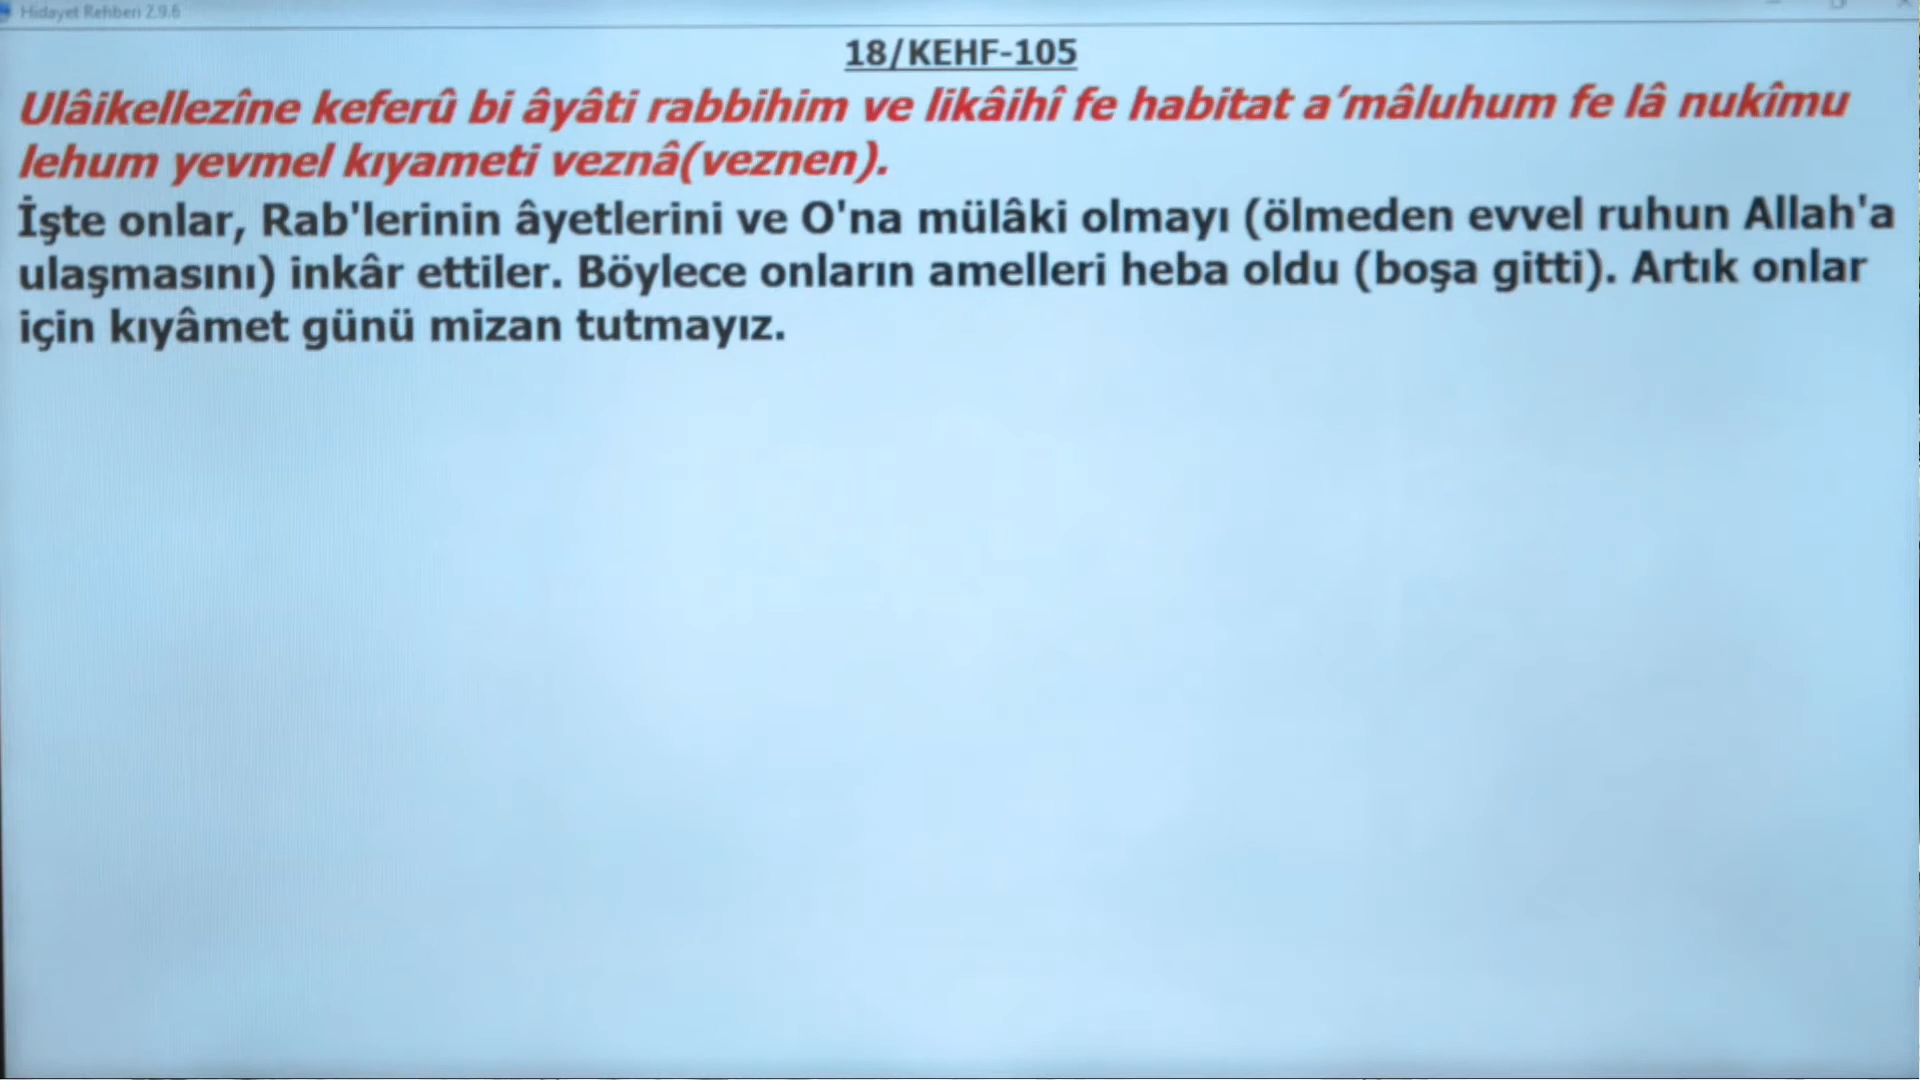 Hidayet Rehberi 2.9.6
18/KEHF-105
Ulâikellezîne keferû bi âyâti rabbihim ve likâihî fe habitat a’mâluhum fe lâ nukîmu
lehum yevmel kıyameti veznâ(veznen).
İşte onlar, Rab'lerinin âyetlerini ve O'na mülâki olmayı (ölmeden evvel ruhun Allah'a
ulaşmasını) inkâr ettiler. Böylece onların amelleri heba oldu (boşa gitti). Artık onlar
için kıyâmet günü mizan tutmayız.